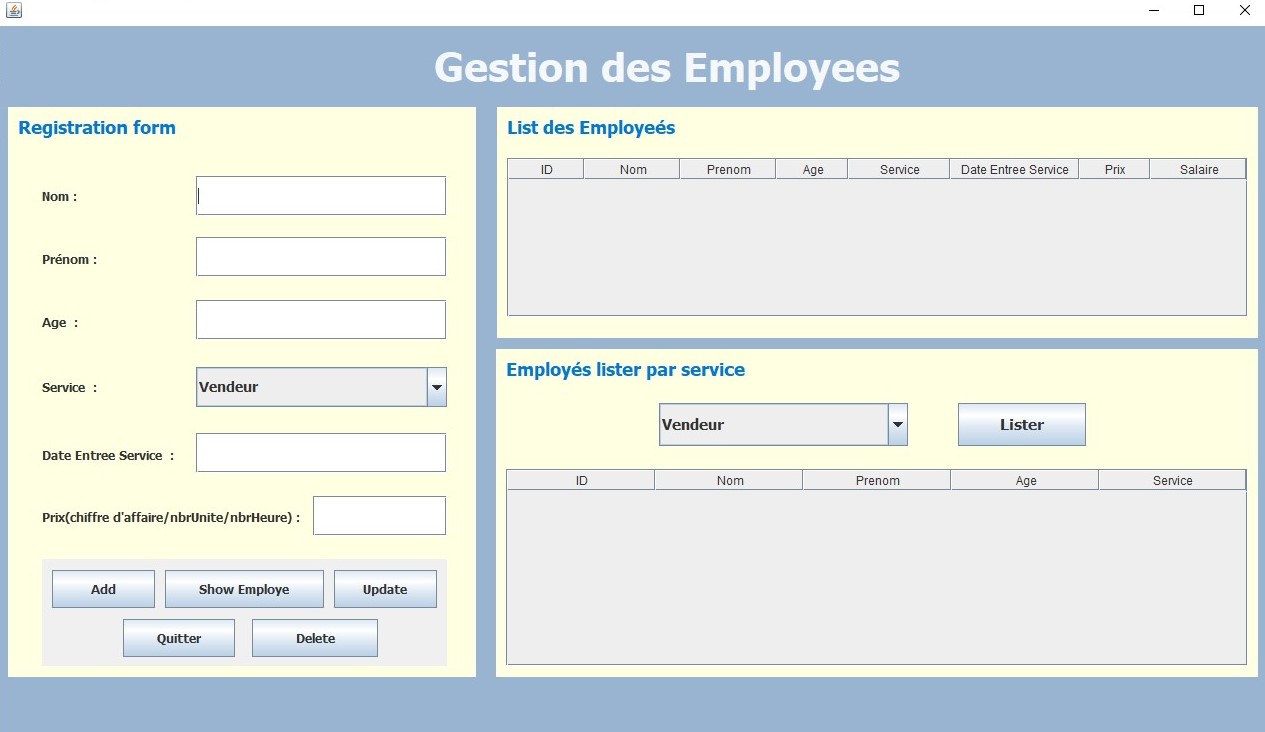 Gestion des Employees
Registration form
Nom :
Prénom :
Age :
Service :
Vendeur
Date Entree Service :
Prix(chiffre d'affaire/nbrUnite/nbrHeure) :
Add
Show Employe
Update
Quitter
Delete
List des Employeés
ID Nom Prenom Age Service Date Entree Service Prix Salaire
Employés lister par service
Vendeur
Lister
ID Nom Prenom Age Service